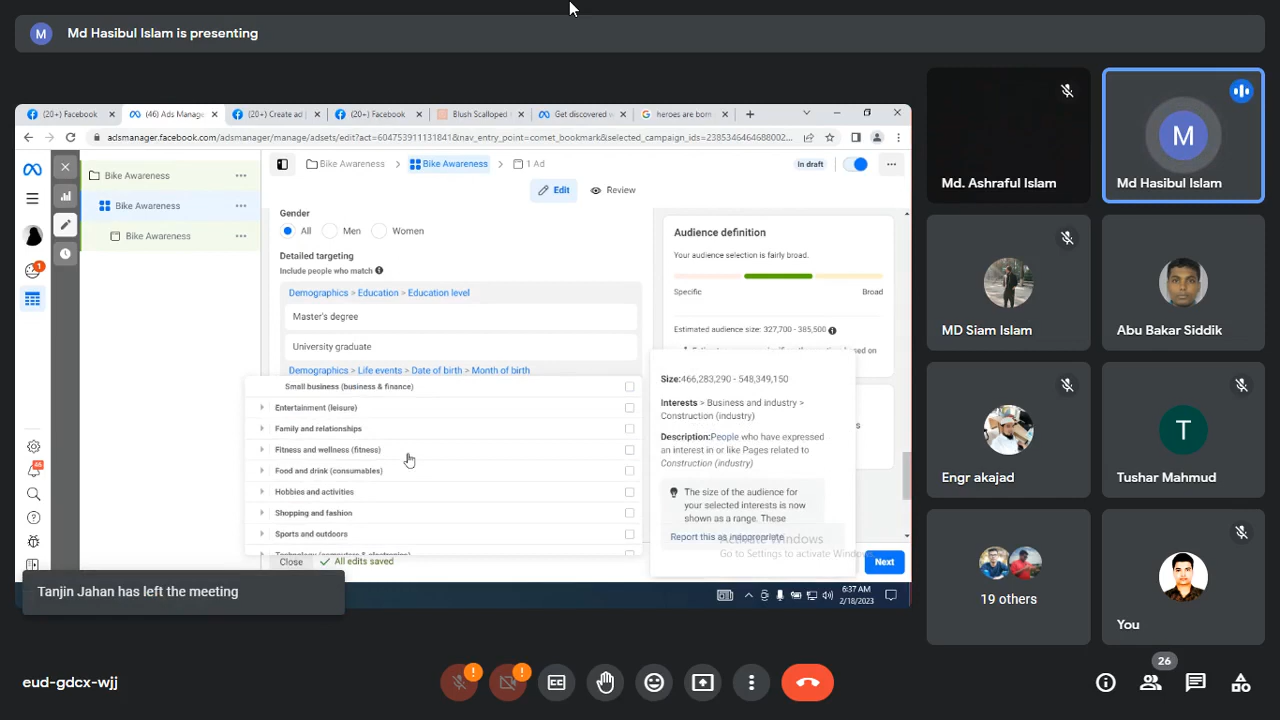 M
Md Hasibul Islam is presenting
(20+) Facebook
(46) Ads Manag
(20+) Create ad
(20+) Facebook
Blush Scalloped
Get discovered w
heroes are born
adsmanager.facebook.com/adsmanager/manage/adsets/edit?act=604753911131841&nav_entry_point=comet_bookmark&selected_campaign_ids=2385346464688002...
Bike Awareness
Bike Awareness
Bike Awareness
Bike Awareness
Bike Awareness
1 Ad
In draft
Edit
Review
Gender
All
Men
Women
Detailed targeting
Include people who match
Demographics > Education > Education level
Master's degree
University graduate
Demographics > Life events > Date of birth > Month of birth
Small business (business & finance)
Entertainment (leisure)
Family and relationships
Fitness and wellness (fitness)
Food and drink (consumables)
Hobbies and activities
Shopping and fashion
Sports and outdoors
Technology (computers & electronics)
Close
All edits saved
Audience definition
Your audience selection is fairly broad.
Specific
Broad
Estimated audience size: 327,700 - 385,500
Size:466,283,290 - 548,349,150
Interests > Business and industry >
Construction (industry)
Description:People who have expressed
an interest in or like Pages related to
Construction (industry)
The size of the audience for
your selected interests is now
shown as a range. These
Report this as inappropriate
Activate Windows
Go to Settings to activate Windows.
Next
6:37 AM
2/18/2023
Tanjin Jahan has left the meeting
Md. Ashraful Islam
M
Md Hasibul Islam
MD Siam Islam
Abu Bakar Siddik
Engr akajad
T
Tushar Mahmud
19 others
You
eud-gdcx-wjj
CC
26